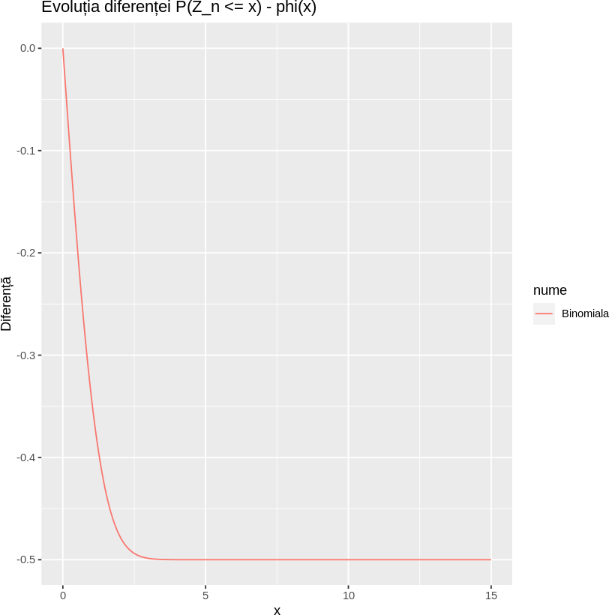 Evoluția diferenței P(Z_n <= x) - phi(x)
0.0
-0.1
-0.2
-0.3
-0.4
-0.5
Diferență
0
5
10
15
x
nume
Binomiala